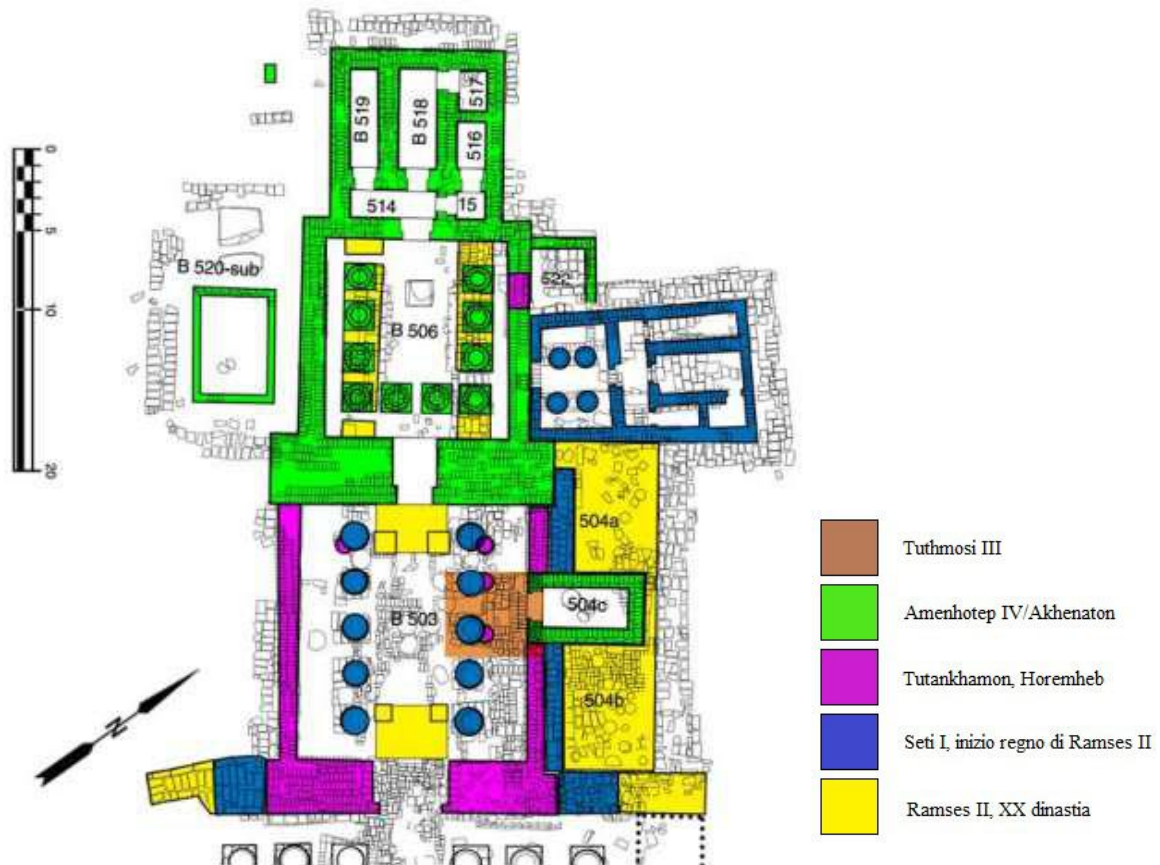 B 519
B 518
517
516
514
15
0
5
10
20
B 520-sub
522
B 506
504a
504c
B 503
504b
N
Tuthmosi III
Amenhotep IV/Akhenaton
Tutankhamon, Horemheb
Seti I, inizio regno di Ramses II
Ramses II, XX dinastia